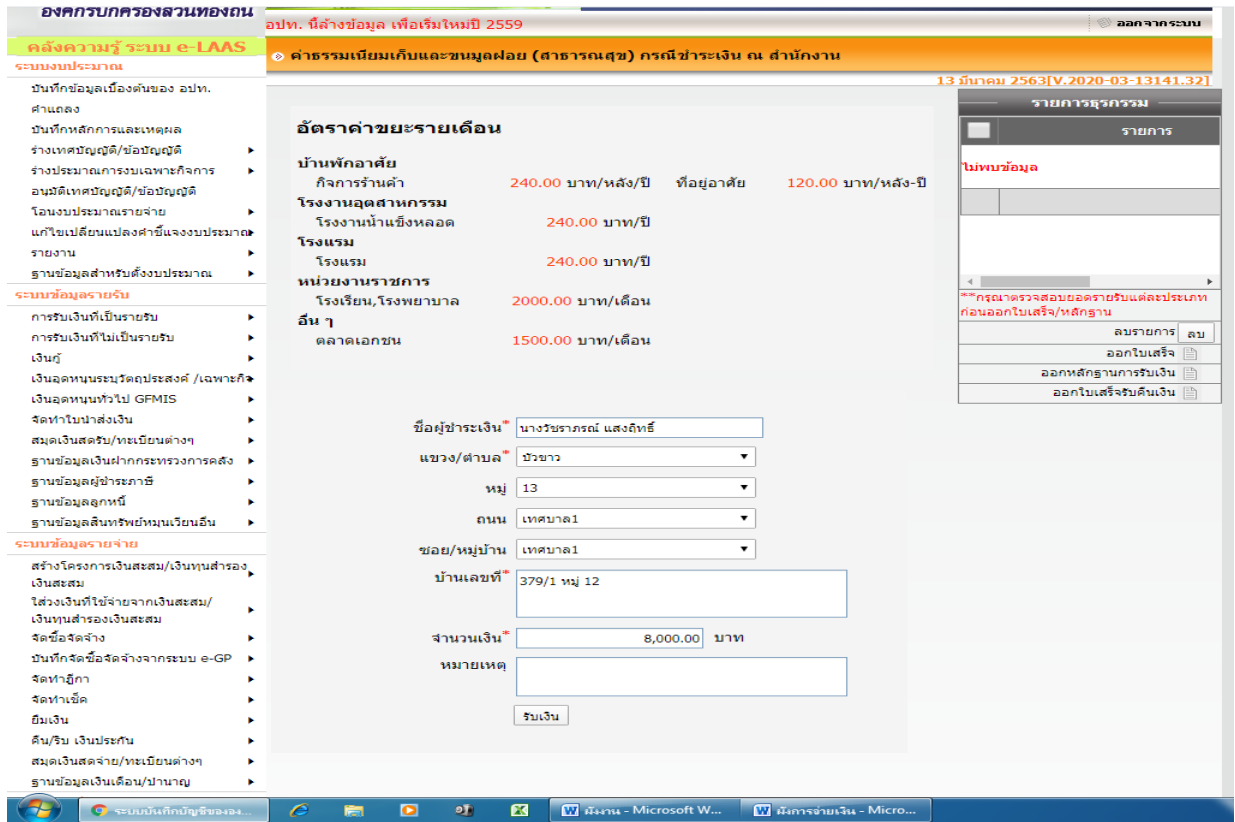 องค์กรปกครองส่วนท้องถิ่น
อปท. นี้ล้างข้อมูล เพื่อเริ่มใหม่ปี 2559
ออกจากระบบ
คลังความรู้ ระบบ e-LAAS
ค่าธรรมเนียมเก็บและขนมูลฝอย (สาธารณสุข) กรณีชำระเงิน ณ สำนักงาน
13 มีนาคม 2563[V.2020-03-13141.32]
ระบบงบประมาณ
บันทึกข้อมูลเบื้องต้นของ อปท.
คำแถลง
บันทึกหลักการและเหตุผล
ร่างเทศบัญญัติ/ข้อบัญญัติ
ร่างประมาณการงบเฉพาะกิจการ
อนุมัติเทศบัญญัติ/ข้อบัญญัติ
โอนงบประมาณรายจ่าย
แก้ไขเปลี่ยนแปลงคำชี้แจงงบประมาณ
รายงาน
ฐานข้อมูลสำหรับตั้งงบประมาณ
ระบบข้อมูลรายรับ
การรับเงินที่เป็นรายรับ
การรับเงินที่ไม่เป็นรายรับ
เงินกู้
เงินอุดหนุนระบุวัตถุประสงค์ /เฉพาะกิจ
เงินอุดหนุนทั่วไป GFMIS
จัดทำใบนำส่งเงิน
สมุดเงินสดรับ/ทะเบียนต่างๆ
ฐานข้อมูลเงินฝากกระทรวงการคลัง
ฐานข้อมูลผู้ชำระภาษี
ฐานข้อมูลลูกหนี้
ฐานข้อมูลสินทรัพย์หมุนเวียนอื่น
ระบบข้อมูลรายจ่าย
สร้างโครงการเงินสะสม/เงินทุนสำรอง
เงินสะสม
ใส่วงเงินที่ใช้จ่ายจากเงินสะสม/
เงินทุนสำรองเงินสะสม
จัดซื้อจัดจ้าง
บันทึกจัดซื้อจัดจ้างจากระบบ e-GP
จัดทำฎีกา
จัดทำเช็ค
ยืมเงิน
คืน/ริบ เงินประกัน
สมุดเงินสดจ่าย/ทะเบียนต่างๆ
ฐานข้อมูลเงินเดือน/บำนาญ
อัตราค่าขยะรายเดือน
บ้านพักอาศัย
กิจการร้านค้า 240.00 บาท/หลัง/ปี ที่อยู่อาศัย 120.00 บาท/หลัง-ปี
โรงงานอุตสาหกรรม
โรงงานน้ำแข็งหลอด 240.00 บาท/ปี
โรงแรม
โรงแรม 240.00 บาท/ปี
หน่วยงานราชการ
โรงเรียน,โรงพยาบาล 2000.00 บาท/เดือน
อื่น ๆ
ตลาดเอกชน 1500.00 บาท/เดือน
ชื่อผู้ชำระเงิน* นางวัชราภรณ์ แสงฤิทธิ์
แขวง/ตำบล* บัวขาว
หมู่ 13
ถนน เทศบาล1
ซอย/หมู่บ้าน เทศบาล1
บ้านเลขที่* 379/1 หมู่ 12
จำนวนเงิน* 8,000.00 บาท
หมายเหตุ
รับเงิน
รายการธุรกรรม
รายการ
ไม่พบข้อมูล
**กรุณาตรวจสอบยอดรายรับแต่ละประเภท
ก่อนออกใบเสร็จ/หลักฐาน
ลบรายการ ลบ
ออกใบเสร็จ
ออกหลักฐานการรับเงิน
ออกใบเสร็จรับคืนเงิน
ระบบบันทึกบัญชีขององ...
ผังงาน - Microsoft W...
ผังการจ่ายเงิน - Micro...